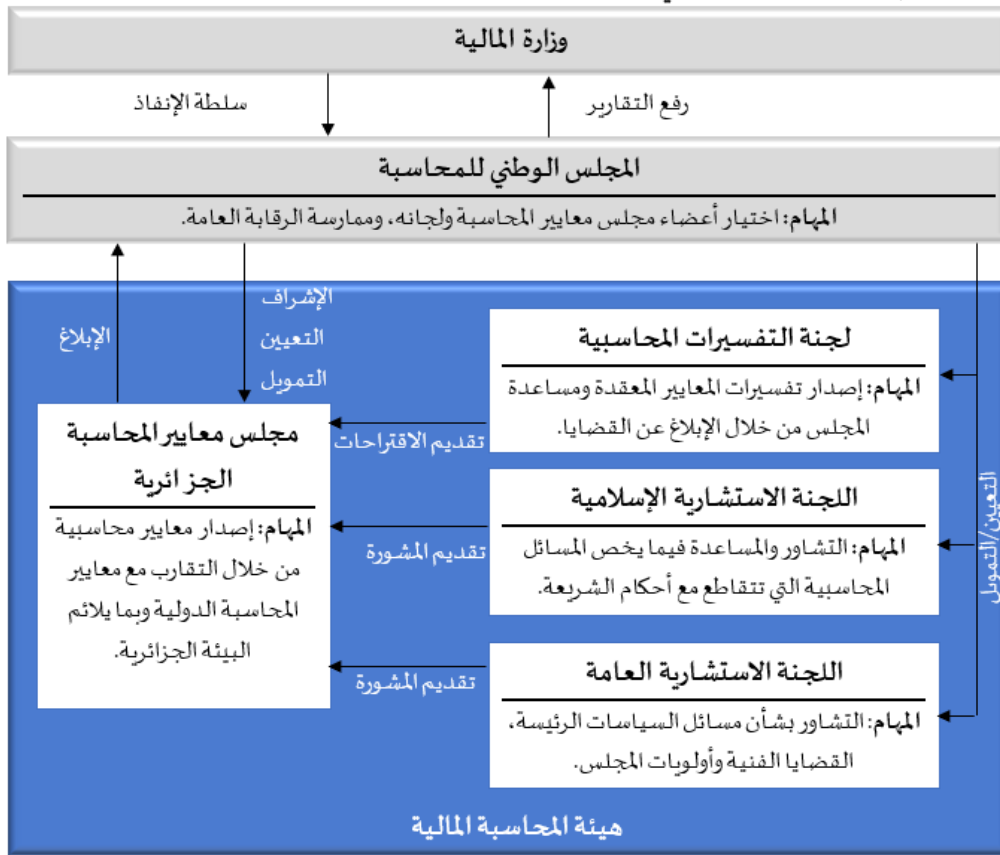 وزارة المالية
رفع التقارير
سلطة الإنفاذ
المجلس الوطني للمحاسبة
المهام: اختيار أعضاء مجلس معايير المحاسبة ولجانه، وممارسة الرقابة العامة.
الإشراف
التعيين
التمويل
الإبلاغ
التعيين/التمويل
لجنة التفسيرات المحاسبية
المهام: إصدار تفسيرات المعايير المعقدة ومساعدة
المجلس من خلال الإبلاغ عن القضايا.
تقديم الاقتراحات
اللجنة الاستشارية الإسلامية
المهام: التشاور والمساعدة فيما يخص المسائل
المحاسبية التي تتقاطع مع أحكام الشريعة.
تقديم المشورة
اللجنة الاستشارية العامة
المهام: التشاور بشأن مسائل السياسات الرئيسة،
القضايا الفنية وأولويات المجلس.
تقديم المشورة
مجلس معايير المحاسبة
الجزائرية
المهام: إصدار معايير محاسبية
من خلال التقارب مع معايير
المحاسبة الدولية وبما يلائم
البيئة الجزائرية.
هيئة المحاسبة المالية